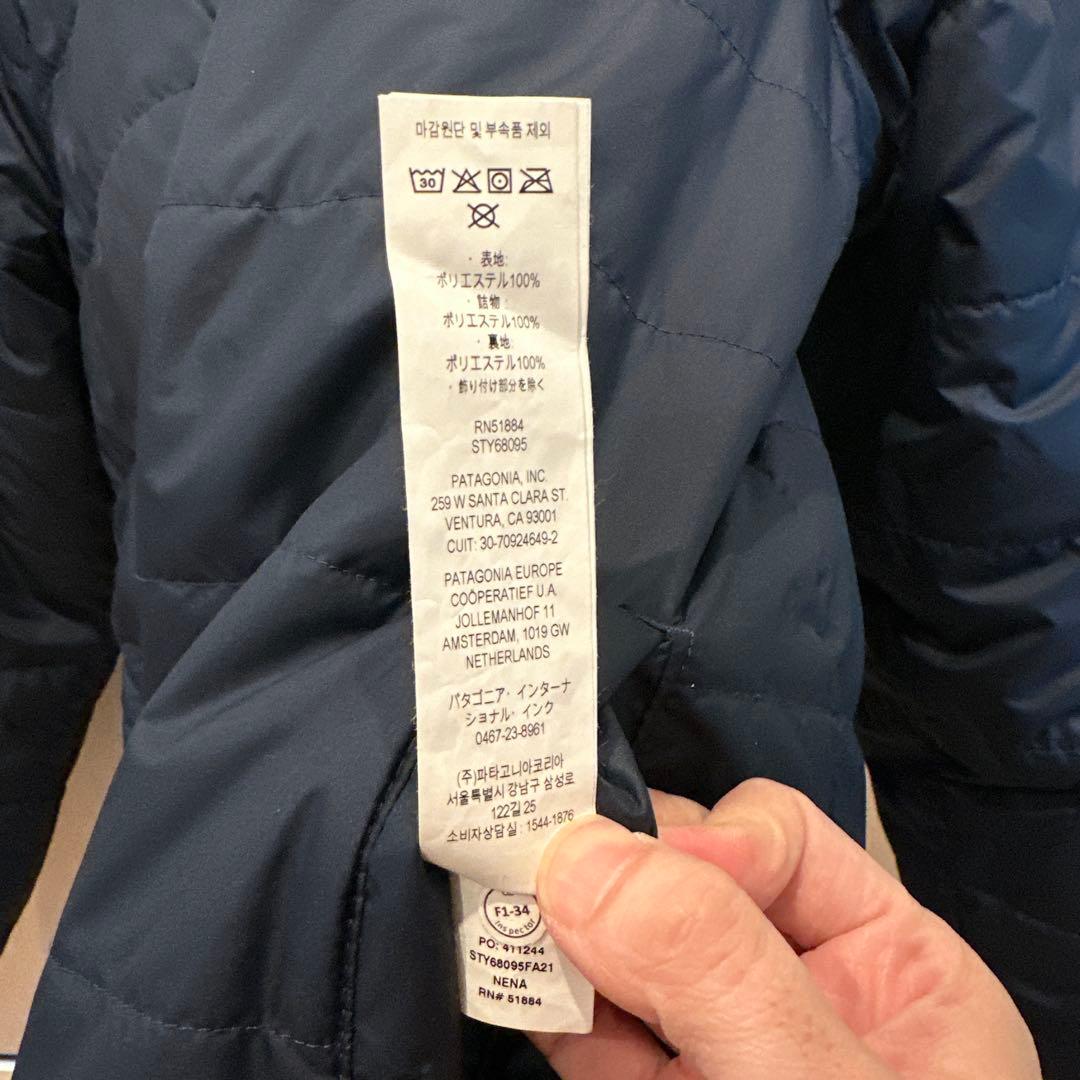 마감원단 및 부속품 제외
30
・ 表地:
ポリエステル100%
・ 詰物 :
ポリエステル100%
・ 裏地:
ポリエステル100%
・ 飾り付け部分を除く
RN51884
STY68095
PATAGONIA, INC.
259 W SANTA CLARA ST.
VENTURA, CA 93001
CUIT: 30-70924649-2
PATAGONIA EUROPE
COÖPERATIEF U.A.
JOLLEMANHOF 11
AMSTERDAM, 1019 GW
NETHERLANDS
パタゴニア・インターナ
ショナル・インク
0467-23-8961
(주)파타고니아코리아
서울특별시 강남구 삼성로
122길 25
소비자상담실 : 1544-1876
F1-34
inspector
PO: 411244
STY68095FA21
NENA
RN# 51884